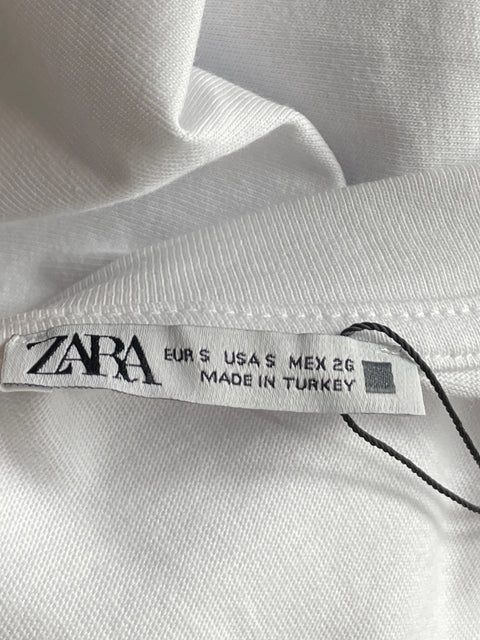 ZARA EUR S USA S MEX 26
MADE IN TURKEY